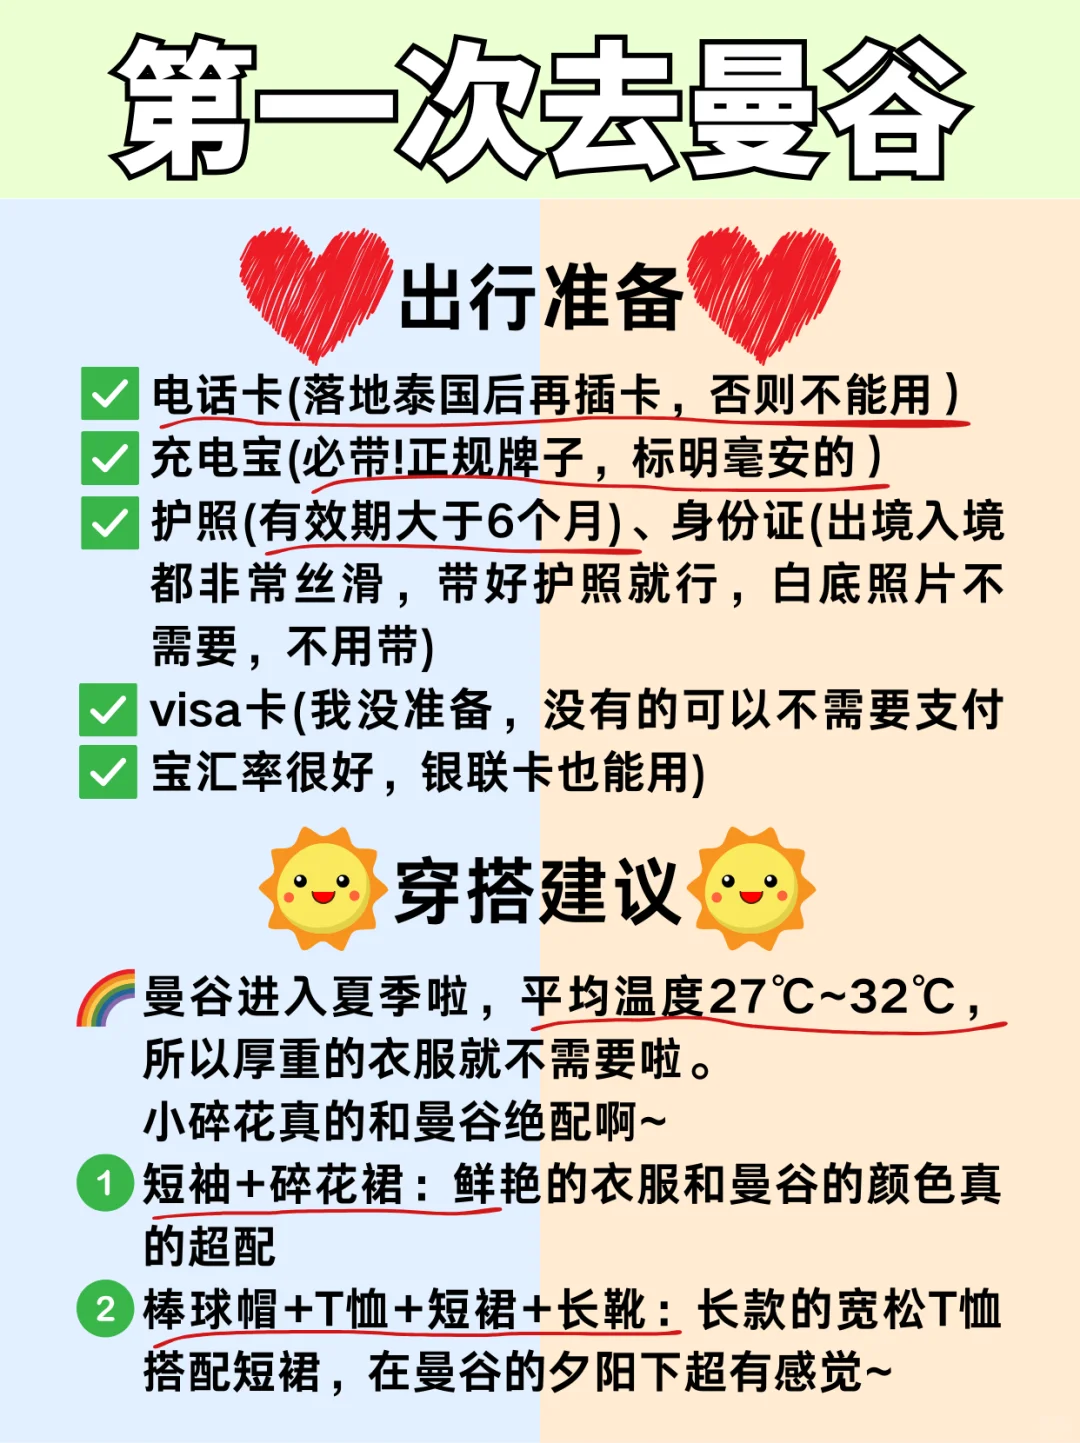 第一次去曼谷
出行准备
电话卡(落地泰国后再插卡，否则不能用）
充电宝(必带!正规牌子，标明毫安的）
护照(有效期大于6个月)、身份证(出境入境
都非常丝滑，带好护照就行，白底照片不
需要，不用带)
visa卡(我没准备，没有的可以不需要支付
宝汇率很好，银联卡也能用)
穿搭建议
曼谷进入夏季啦，平均温度27℃~32℃，
所以厚重的衣服就不需要啦。
小碎花真的和曼谷绝配啊~
1 短袖+碎花裙：鲜艳的衣服和曼谷的颜色真
的超配
2 棒球帽+T恤+短裙+长靴：长款的宽松T恤
搭配短裙，在曼谷的夕阳下超有感觉~